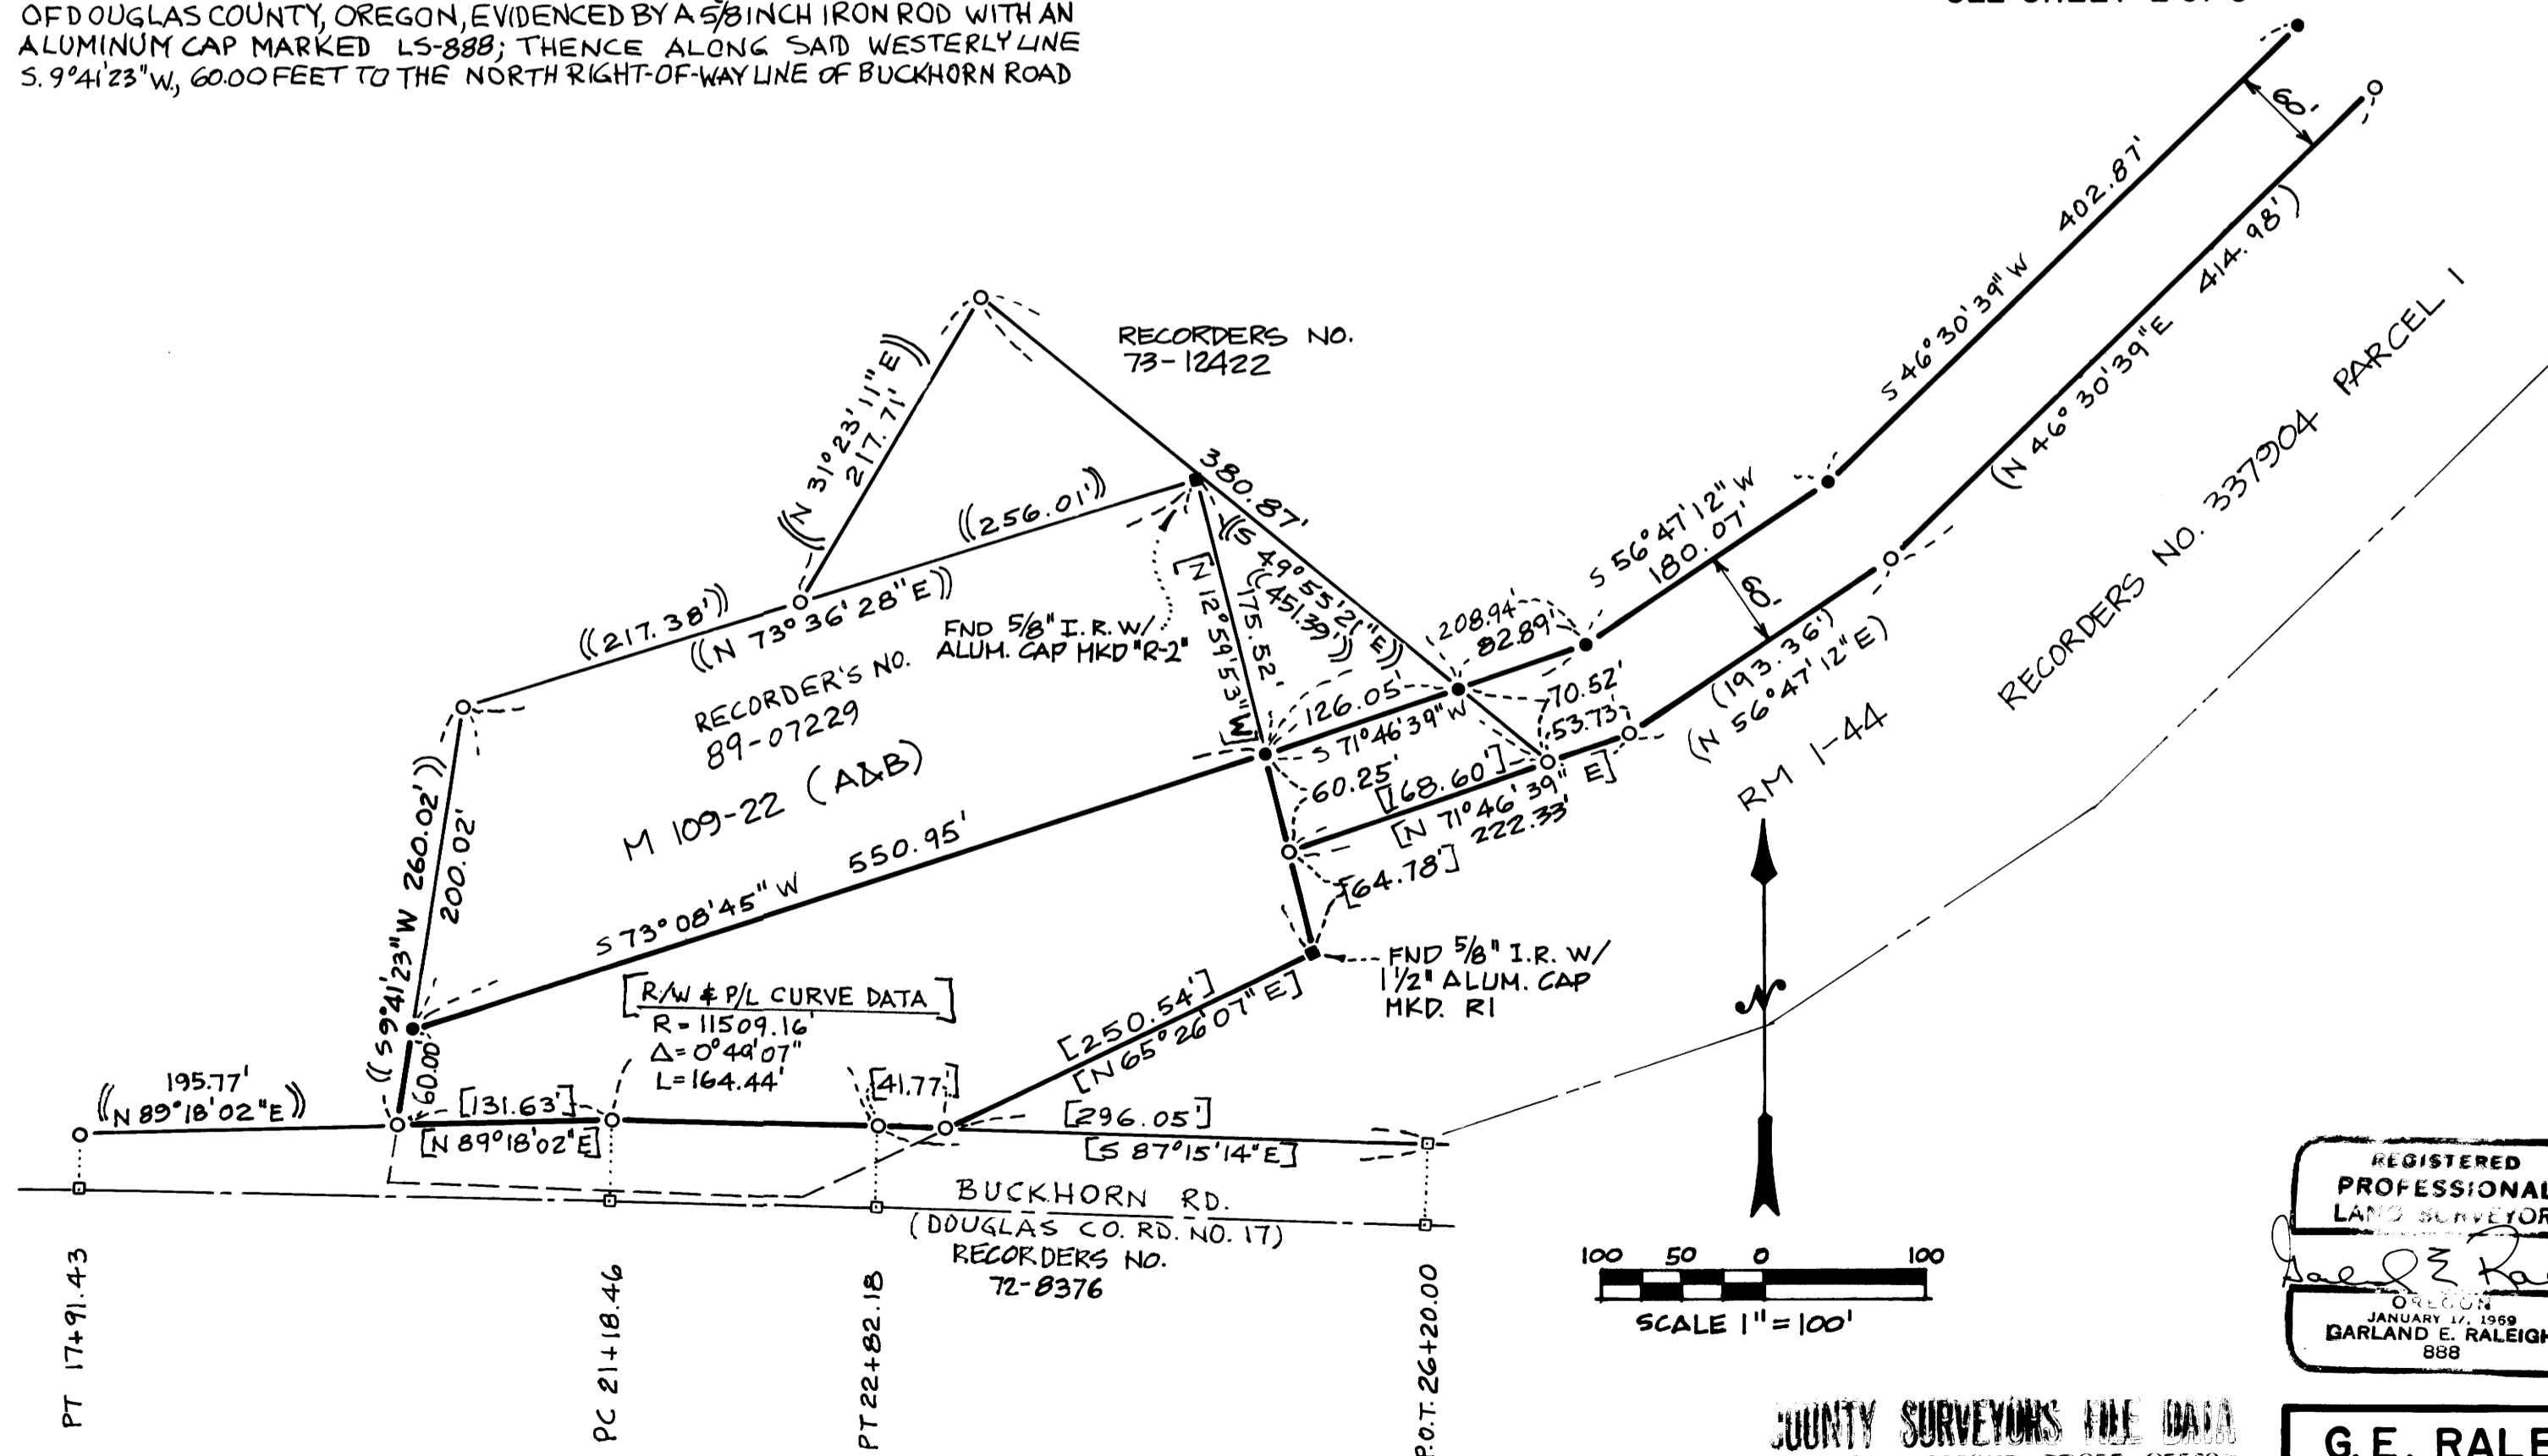 OF DOUGLAS COUNTY, OREGON, EVIDENCED BY A 5/8 INCH IRON ROD WITH AN
ALUMINUM CAP MARKED LS-888; THENCE ALONG SAID WESTERLY LINE
S. 9°41'23"W., 60.00 FEET TO THE NORTH RIGHT-OF-WAY LINE OF BUCKHORN ROAD
60'
402.87'
S 46°30'39" W
414.98')
(N 46°30'39"E
RECORDERS NO. 337904 PARCEL 1
RM 1-44
RECORDERS NO.
73-12422
((N 31°23'11"E))
217.71'
380.87'
((256.01'))
((217.38'))
((N 73°36'28"E))
((S 49°55'21"E))
((451.39'))
[N 12°59'53"W]
175.52'
FND 5/8" I.R. W/
ALUM. CAP MKD "R-2"
RECORDER'S NO.
89-07229
M 109-22 (A&B)
S 56°47'12" W
180.07'
60'
(193.36')
(N 56°47'12"E)
208.94'
82.89'
126.05'
S 71°46'39" W
70.52'
53.73'
60.25'
[168.60']
[N 71°46'39" E]
222.33'
[64.78']
((S 9°41'23"W 260.02'))
200.02'
S 73°08'45" W 550.95'
60.00'
FND 5/8" I.R. W/
1 1/2" ALUM. CAP
MKD. R1
[R/W & P/L CURVE DATA]
R = 11509.16'
Δ = 0°49'07"
L = 164.44'
[250.54']
[N 65°26'07" E]
195.77'
((N 89°18'02"E))
[131.63']
[N 89°18'02"E]
[41.77']
[296.05']
[S 87°15'14"E]
BUCKHORN RD.
(DOUGLAS CO. RD. NO. 17)
RECORDERS NO.
72-8376
PT 17+91.43
PC 21+18.46
PT 22+82.18
P.O.T. 26+20.00
N
100 50 0 100
SCALE 1"=100'
REGISTERED
PROFESSIONAL
LAND SURVEYOR
OREGON
JANUARY 17, 1969
GARLAND E. RALEIGH
888
COUNTY SURVEYORS FILE DATA
G.E. RALE